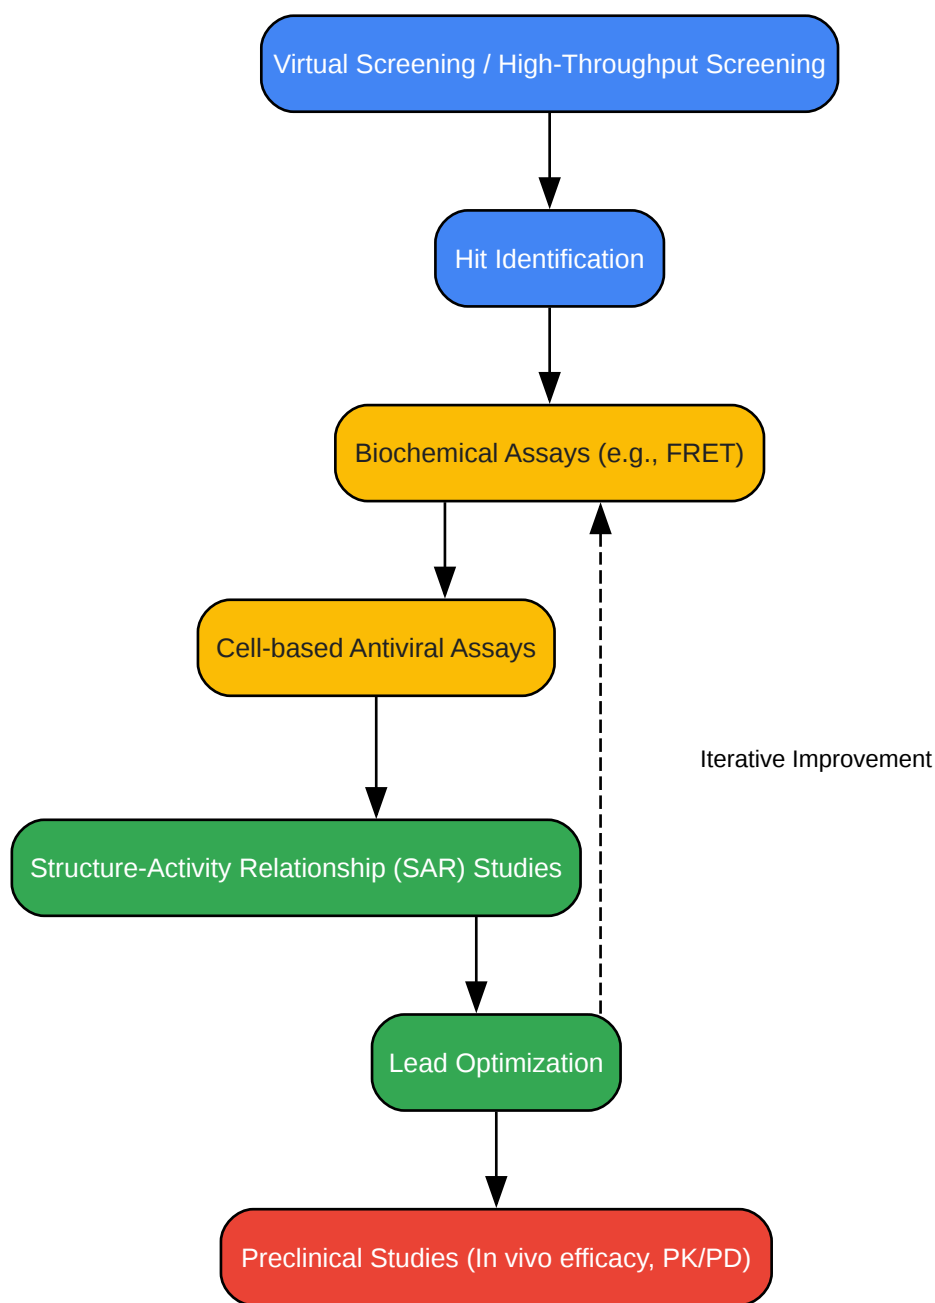 Virtual Screening / High-Throughput Screening
Hit Identification
Biochemical Assays (e.g., FRET)
Cell-based Antiviral Assays
Iterative Improvement
Structure-Activity Relationship (SAR) Studies
Lead Optimization
Preclinical Studies (In vivo efficacy, PK/PD)